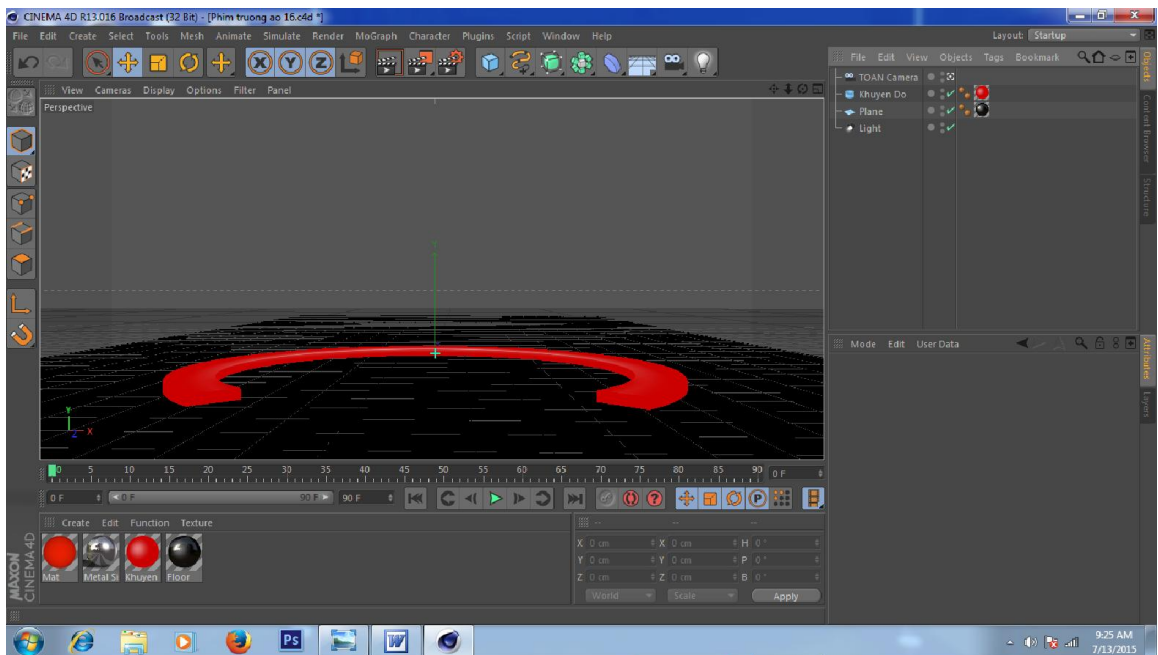 CINEMA 4D R13.016 Broadcast (32 Bit) - [Phim truong ao 16.c4d *]
File Edit Create Select Tools Mesh Animate Simulate Render MoGraph Character Plugins Script Window Help
Layout: Startup
File Edit View Objects Tags Bookmark
Objects
Content Browser
Structure
TOAN Camera
Khuyen Do
Plane
Light
View Cameras Display Options Filter Panel
Perspective
Y
Y
Z X
Mode Edit User Data
Attributes
Layers
0 5 10 15 20 25 30 35 40 45 50 55 60 65 70 75 80 85 90 0 F
0 F 0 F 90 F 90 F
Create Edit Function Texture
Mat Metal Si Khuyen Floor
-- -- --
X 0 cm X 0 cm H 0 °
Y 0 cm Y 0 cm P 0 °
Z 0 cm Z 0 cm B 0 °
World Scale Apply
MAXON
CINEMA 4D
Ps
W
9:25 AM
7/13/2015